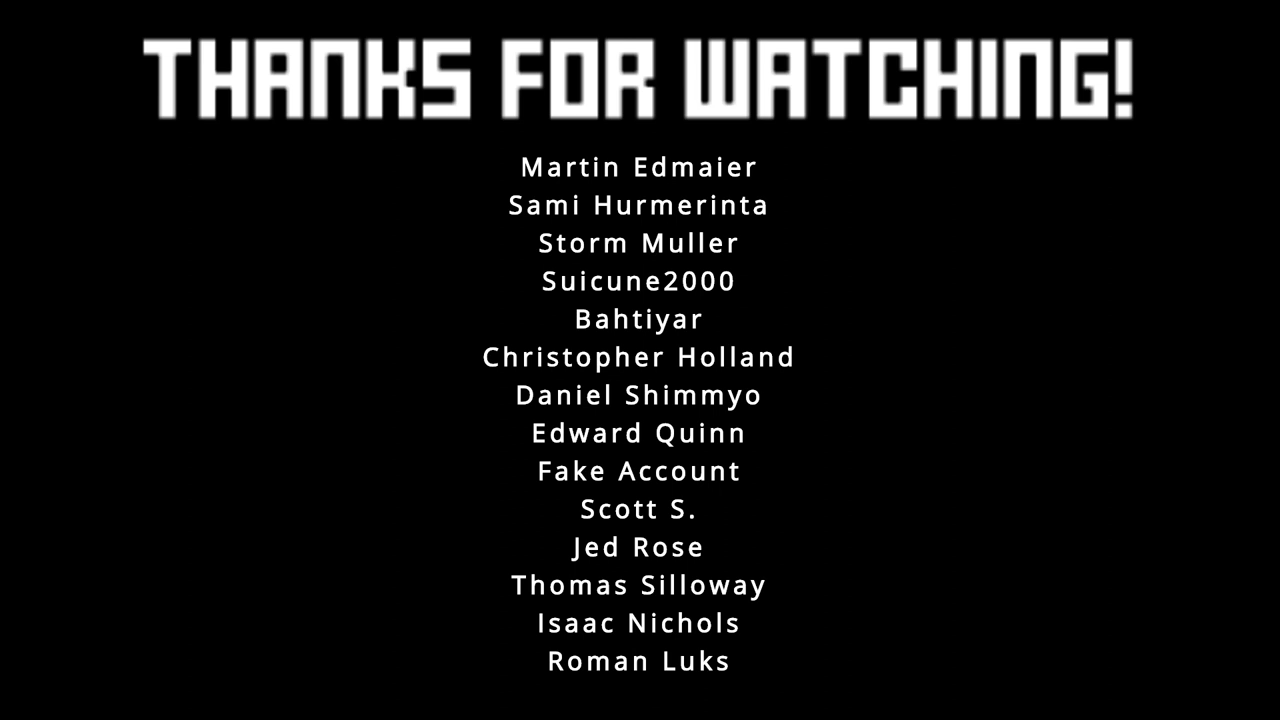 THANKS FOR WATCHING!
Martin Edmaier
Sami Hurmerinta
Storm Muller
Suicune2000
Bahtiyar
Christopher Holland
Daniel Shimmyo
Edward Quinn
Fake Account
Scott S.
Jed Rose
Thomas Silloway
Isaac Nichols
Roman Luks